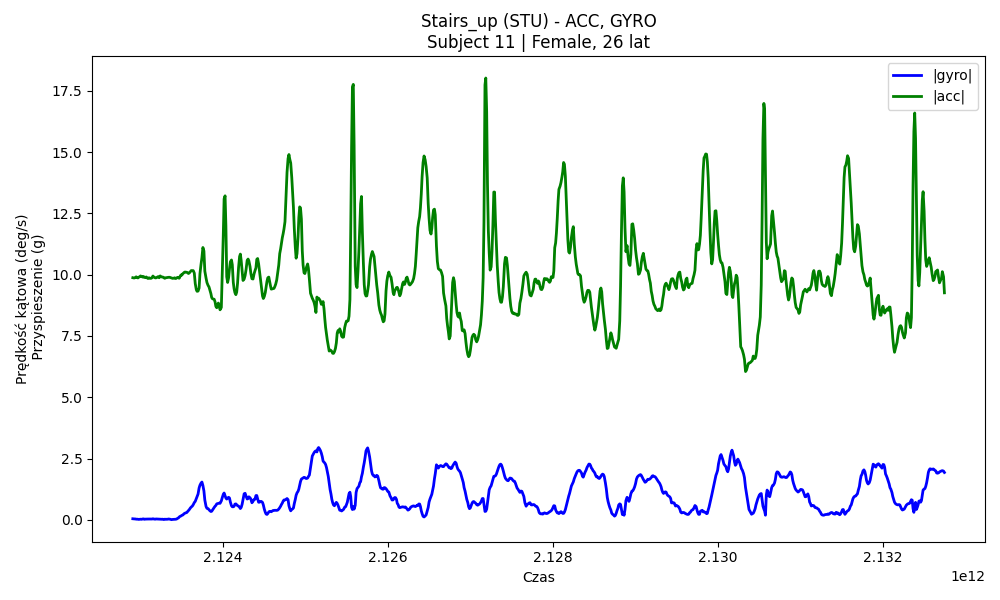 Stairs_up (STU) - ACC, GYRO
Subject 11 | Female, 26 lat
|gyro|
|acc|
17.5
15.0
12.5
10.0
7.5
5.0
2.5
0.0
Prędkość kątowa (deg/s)
Przyspieszenie (g)
2.124
2.126
2.128
2.130
2.132
1e12
Czas